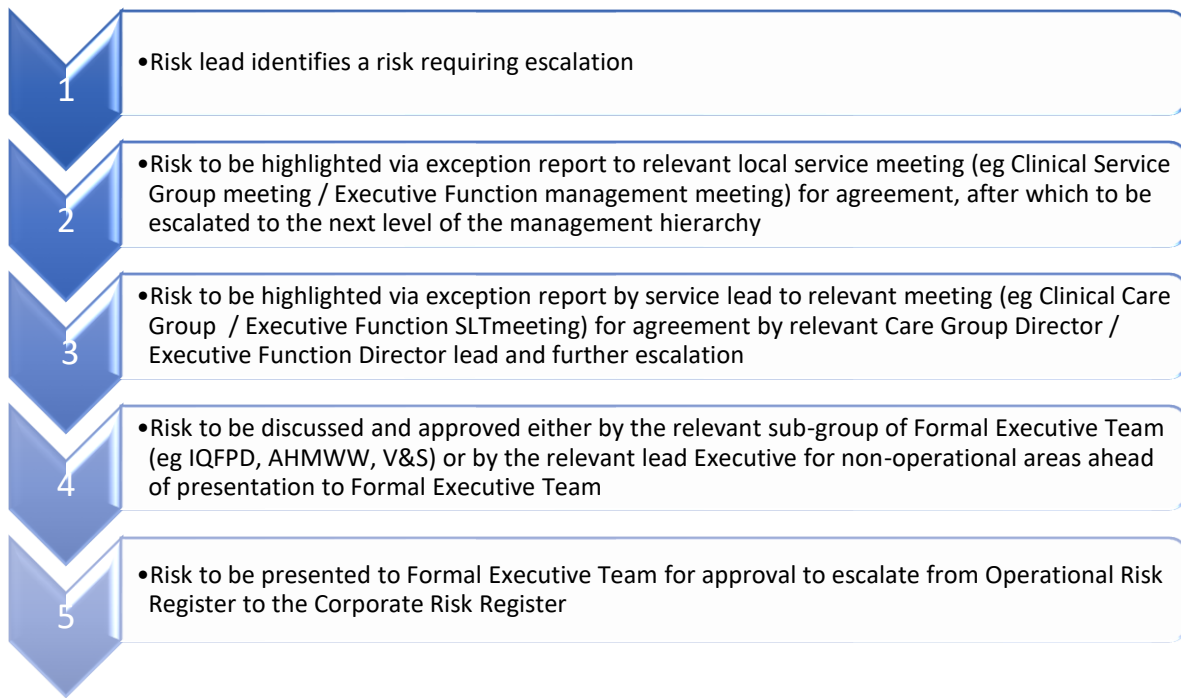 1
•Risk lead identifies a risk requiring escalation
2
•Risk to be highlighted via exception report to relevant local service meeting (eg Clinical Service
Group meeting / Executive Function management meeting) for agreement, after which to be
escalated to the next level of the management hierarchy
3
•Risk to be highlighted via exception report by service lead to relevant meeting (eg Clinical Care
Group / Executive Function SLTmeeting) for agreement by relevant Care Group Director /
Executive Function Director lead and further escalation
4
•Risk to be discussed and approved either by the relevant sub-group of Formal Executive Team
(eg IQFPD, AHMWW, V&S) or by the relevant lead Executive for non-operational areas ahead
of presentation to Formal Executive Team
5
•Risk to be presented to Formal Executive Team for approval to escalate from Operational Risk
Register to the Corporate Risk Register